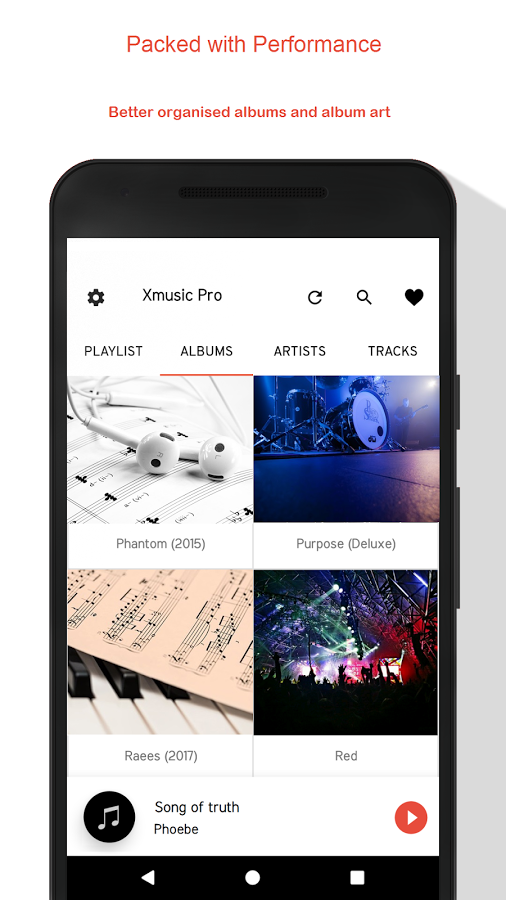 Packed with Performance
Better organised albums and album art
Xmusic Pro
PLAYLIST ALBUMS ARTISTS TRACKS
Phantom (2015) Purpose (Deluxe)
Raees (2017) Red
Song of truth
Phoebe